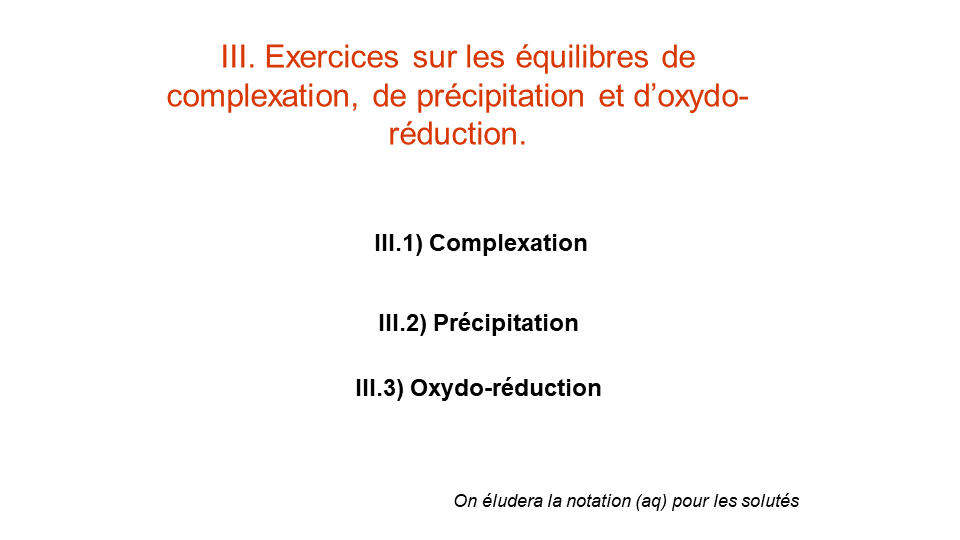 III. Exercices sur les équilibres de
complexation, de précipitation et d’oxydo-
réduction.
III.1) Complexation
III.2) Précipitation
III.3) Oxydo-réduction
On éludera la notation (aq) pour les solutés